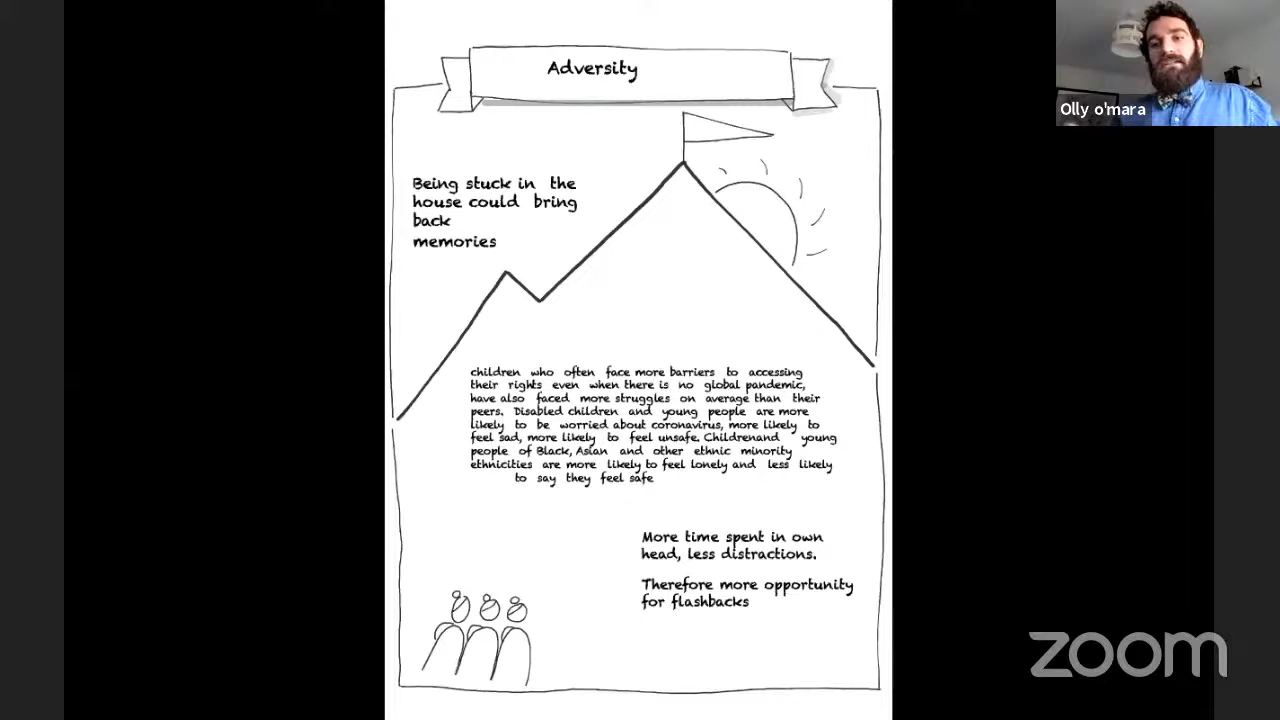 Adversity
Olly o'mara
Being stuck in the
house could bring
back
memories
children who often face more barriers to accessing
their rights even when there is no global pandemic,
have also faced more struggles on average than their
peers. Disabled children and young people are more
likely to be worried about coronavirus, more likely to
feel sad, more likely to feel unsafe. Childrenand young
people of Black, Asian and other ethnic minority
ethnicities are more likely to feel lonely and less likely
to say they feel safe
More time spent in own
head, less distractions.
Therefore more opportunity
for flashbacks
zoom